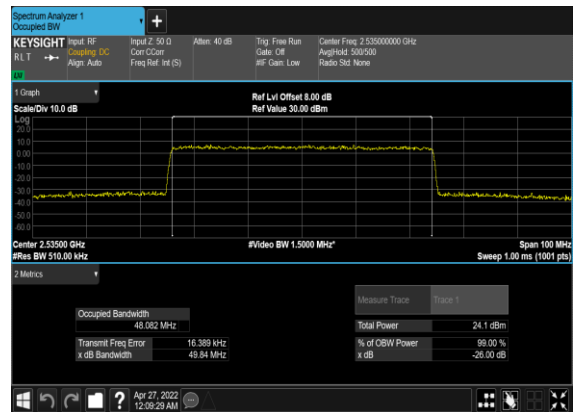 Spectrum Analyzer 1
Occupied BW
KEYSIGHT Input: RF Input Z: 50 Ω Atten: 40 dB Trig: Free Run Center Freq: 2.535000000 GHz
RLT Coupling: DC Corr CCorr Gate: Off Avg|Hold: 500/500
Align: Auto Freq Ref: Int (S) #IF Gain: Low Radio Std: None
LV
1 Graph
Ref Lvl Offset 8.00 dB
Scale/Div 10.0 dB Ref Value 30.00 dBm
Log
20.0
10.0
0.00
-10.0
-20.0
-30.0
-40.0
-50.0
-60.0
Center 2.53500 GHz #Video BW 1.5000 MHz* Span 100 MHz
#Res BW 510.00 kHz Sweep 1.00 ms (1001 pts)
2 Metrics
Measure Trace Trace 1
Occupied Bandwidth
48.082 MHz Total Power 24.1 dBm
Transmit Freq Error 16.389 kHz % of OBW Power 99.00 %
x dB Bandwidth 49.84 MHz x dB -26.00 dB
? Apr 27, 2022
12:09:29 AM